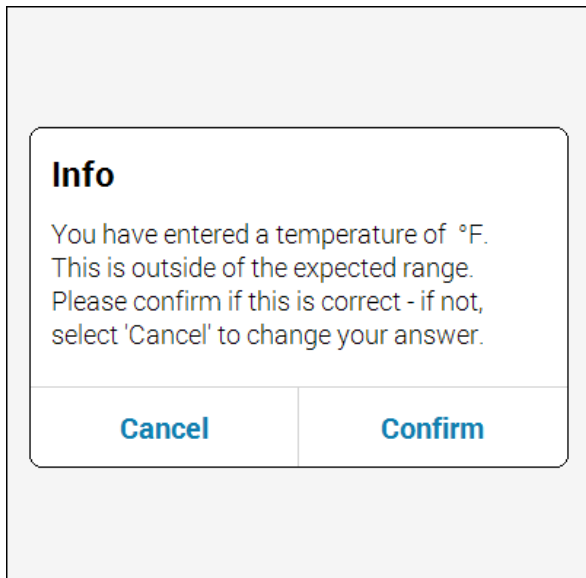 Info
You have entered a temperature of  °F.
This is outside of the expected range.
Please confirm if this is correct - if not,
select 'Cancel' to change your answer.
Cancel
Confirm